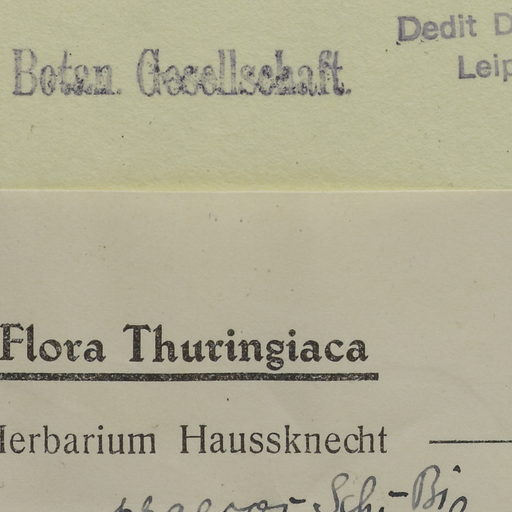 Dedit D
Botan. Gesellschaft.
Leip
Flora Thuringiaca
Herbarium Haussknecht